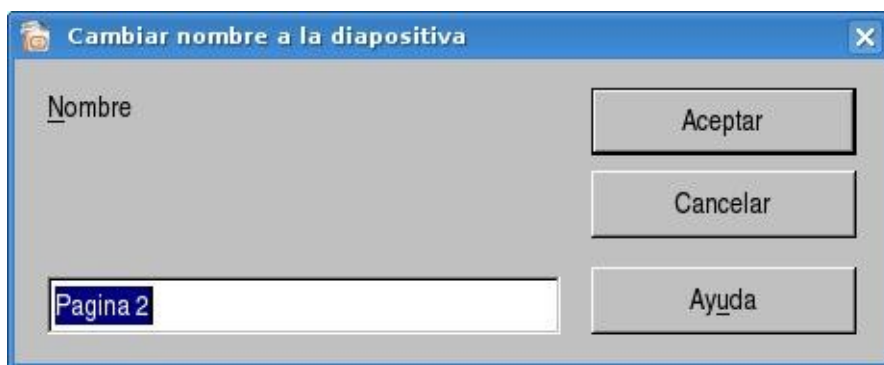 Cambiar nombre a la diapositiva
Nombre
Aceptar
Cancelar
Pagina 2
Ayuda